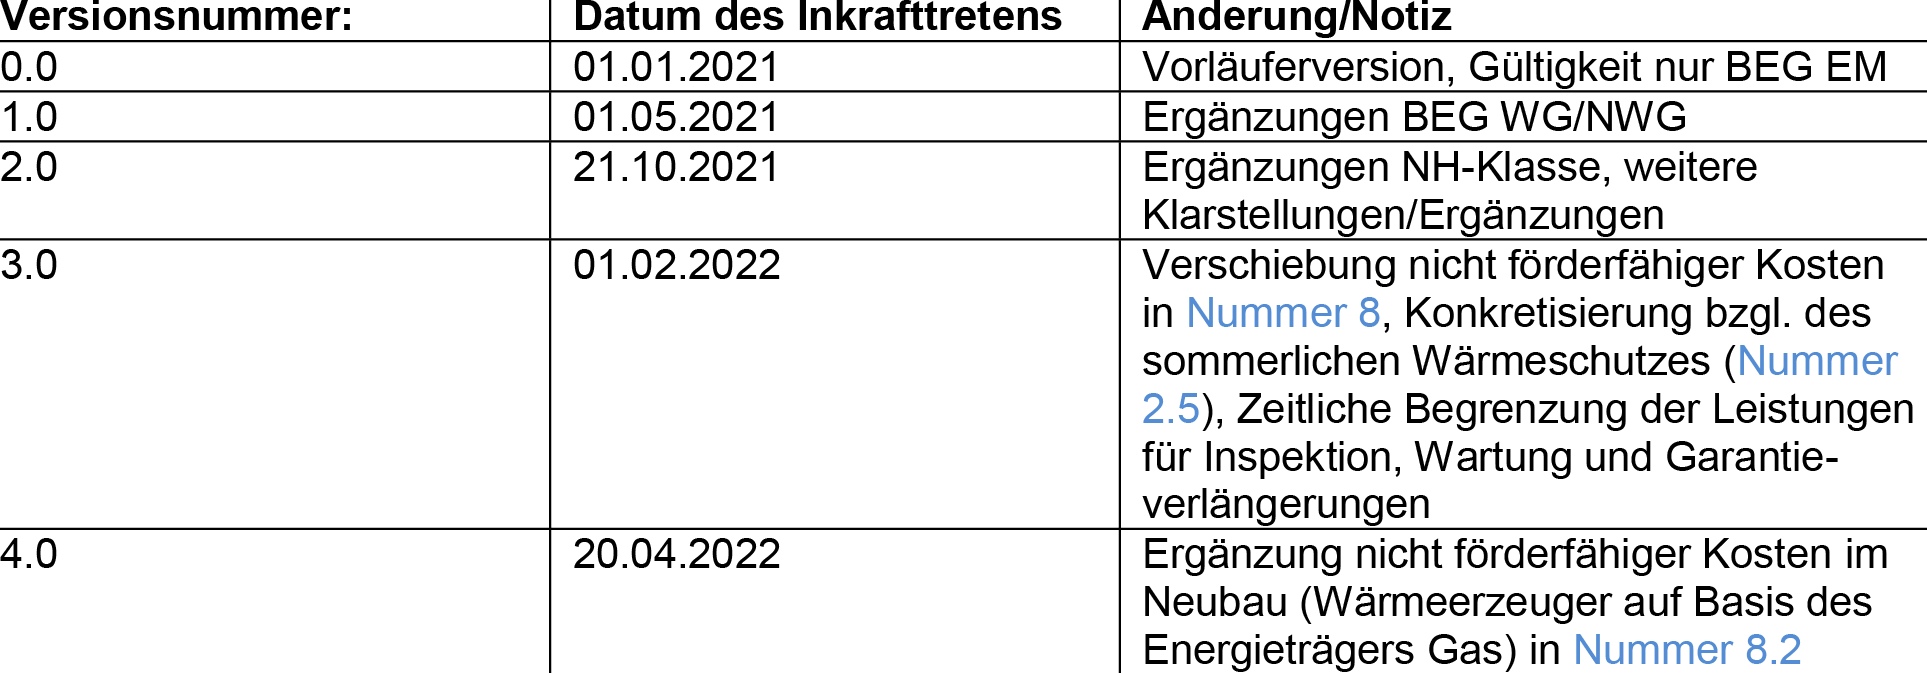 Versionsnummer: Datum des Inkrafttretens Änderung/Notiz
0.0 01.01.2021 Vorläuferversion, Gültigkeit nur BEG EM
1.0 01.05.2021 Ergänzungen BEG WG/NWG
2.0 21.10.2021 Ergänzungen NH-Klasse, weitere
Klarstellungen/Ergänzungen
3.0 01.02.2022 Verschiebung nicht förderfähiger Kosten
in Nummer 8, Konkretisierung bzgl. des
sommerlichen Wärmeschutzes (Nummer
2.5), Zeitliche Begrenzung der Leistungen
für Inspektion, Wartung und Garantie-
verlängerungen
4.0 20.04.2022 Ergänzung nicht förderfähiger Kosten im
Neubau (Wärmeerzeuger auf Basis des
Energieträgers Gas) in Nummer 8.2